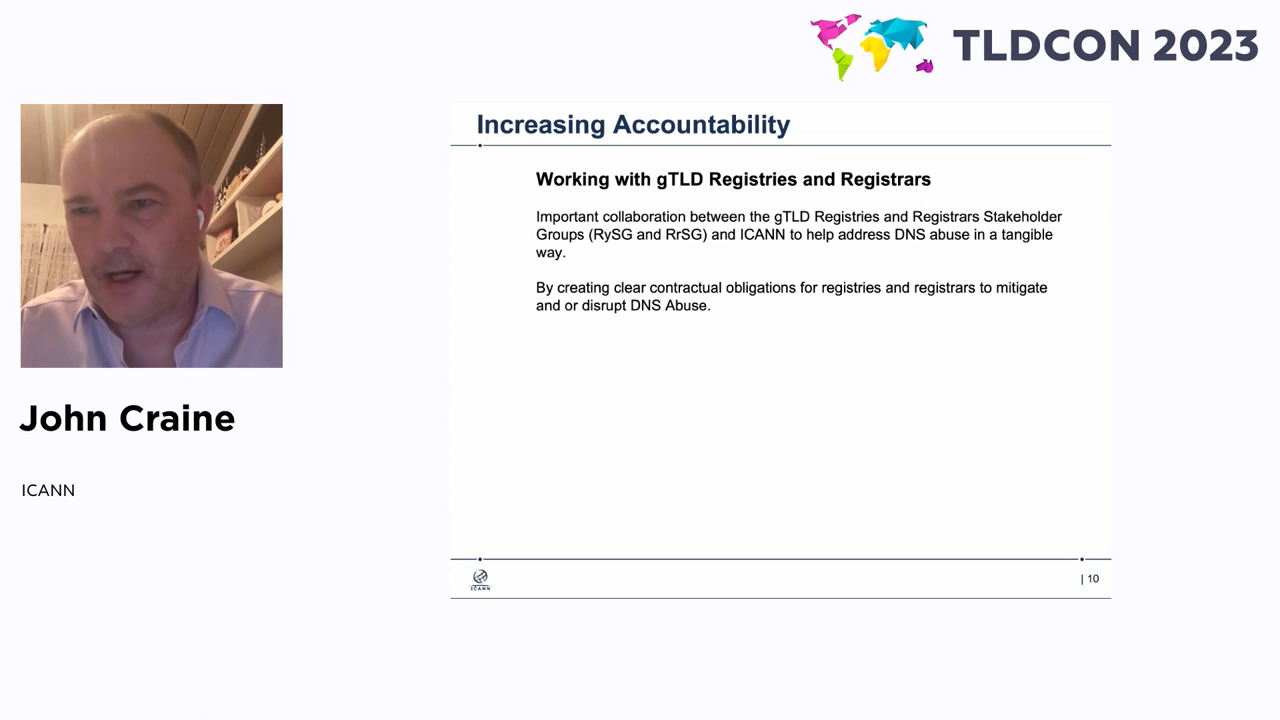 TLDCON 2023
Increasing Accountability
Working with gTLD Registries and Registrars
Important collaboration between the gTLD Registries and Registrars Stakeholder
Groups (RySG and RrSG) and ICANN to help address DNS abuse in a tangible
way.
By creating clear contractual obligations for registries and registrars to mitigate
and or disrupt DNS Abuse.
John Craine
ICANN
ICANN
| 10